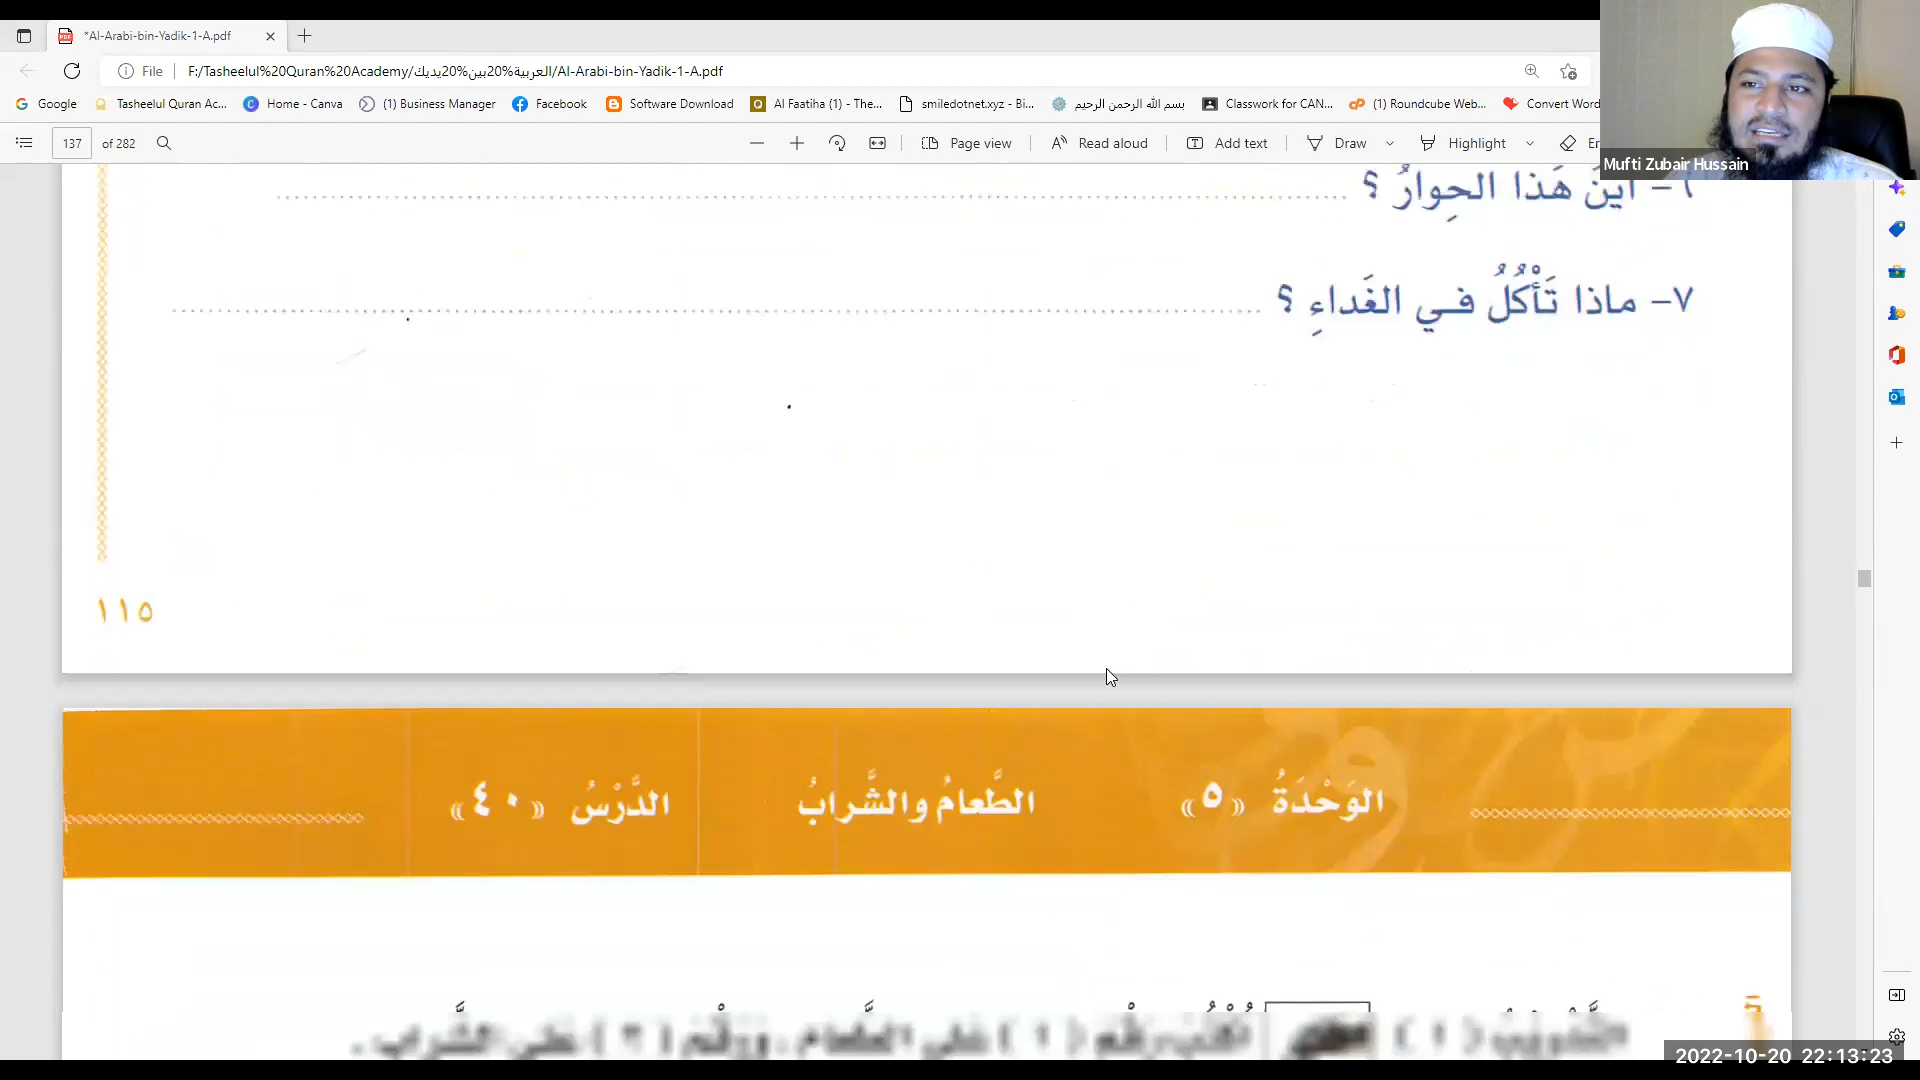 *Al-Arabi-bin-Yadik-1-A.pdf
File F:/Tasheelul%20Quran%20Academy/العربية%20بين%20يديك/Al-Arabi-bin-Yadik-1-A.pdf
Google Tasheelul Quran Ac... Home - Canva (1) Business Manager Facebook Software Download Al Faatiha (1) - The... smiledotnet.xyz - Bi... بسم الله الرحمن الرحيم Classwork for CAN... (1) Roundcube Web... Convert Word
137 of 282 Page view Read aloud Add text Draw Highlight Er
Mufti Zubair Hussain
أَيْنَ هَذا الحِوارُ ؟
٧- ماذا تَأْكُلُ في الغَداءِ ؟
١١٥
الوَحْدَةُ «٥» الطَّعامُ والشَّرابُ الدَّرْسُ «٤٠»
( ١ ) ( ١ ) ( ٢ )
2022-10-20 22:13:23